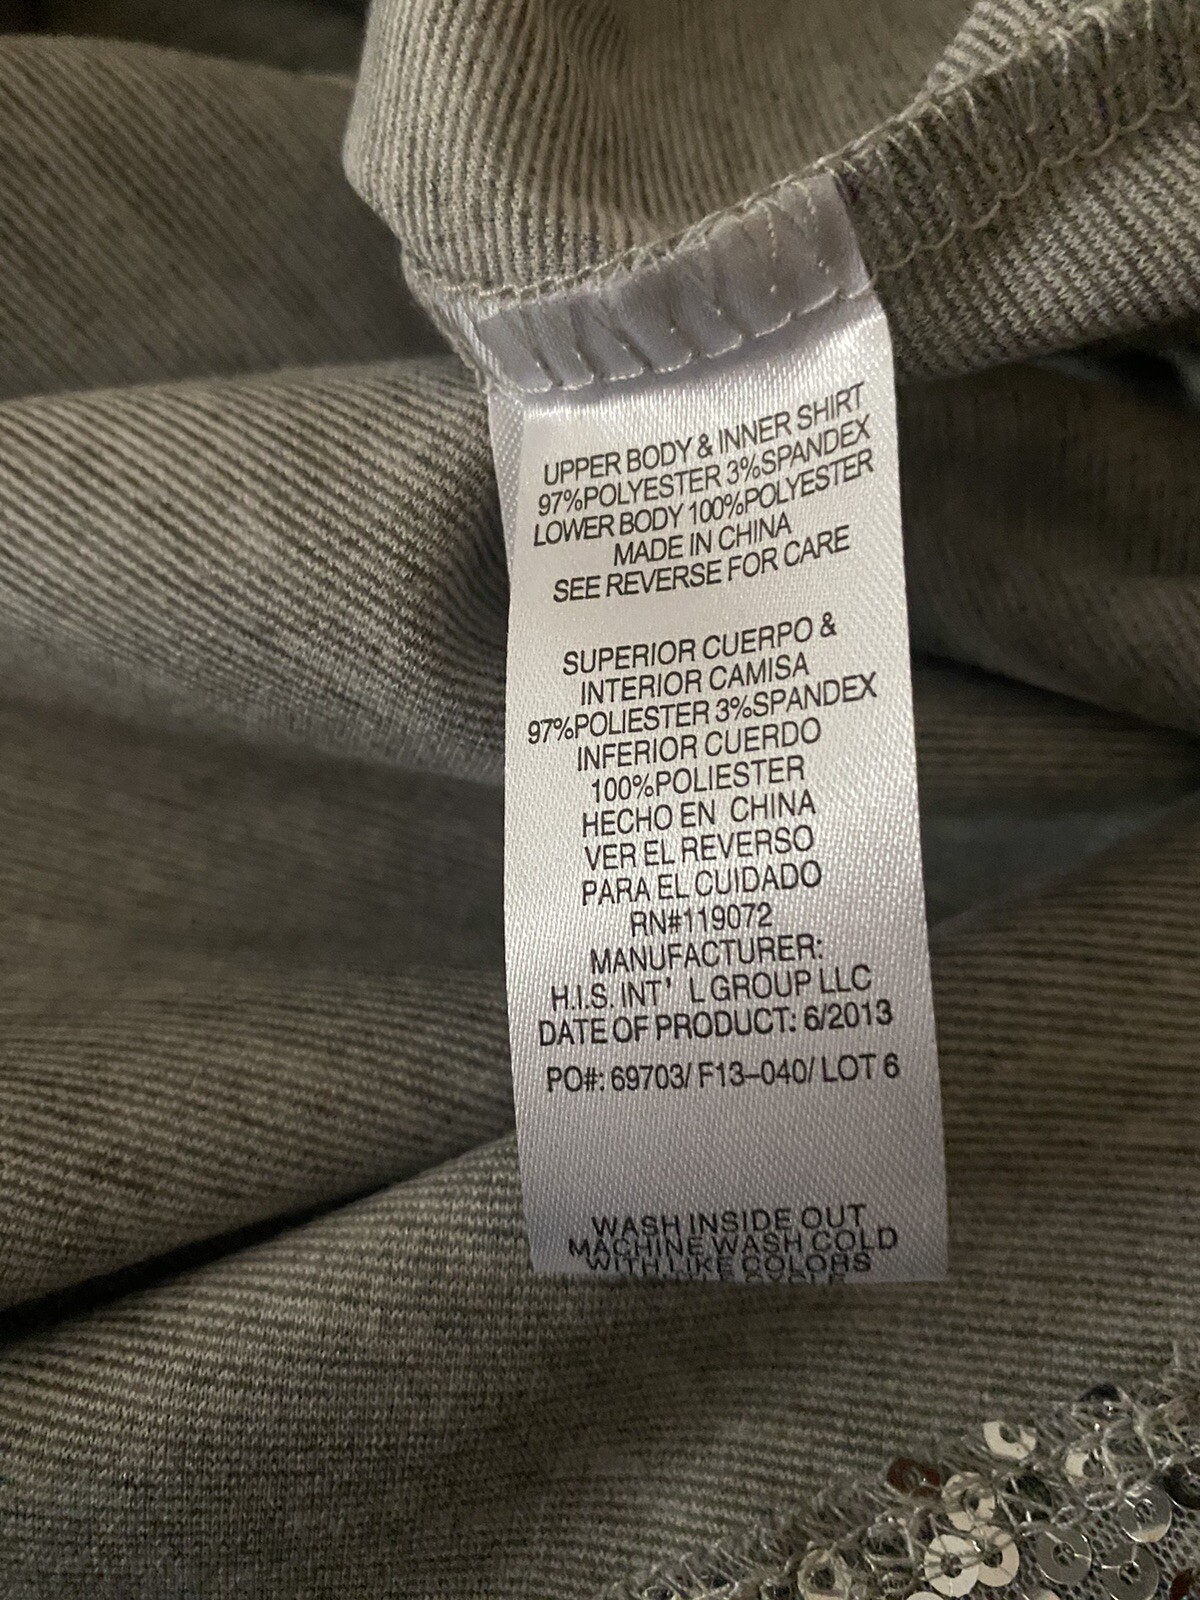 UPPER BODY & INNER SHIRT
97%POLYESTER 3%SPANDEX
LOWER BODY 100%POLYESTER
MADE IN CHINA
SEE REVERSE FOR CARE
SUPERIOR CUERPO &
INTERIOR CAMISA
97%POLIESTER 3%SPANDEX
INFERIOR CUERDO
100%POLIESTER
HECHO EN CHINA
VER EL REVERSO
PARA EL CUIDADO
RN#119072
MANUFACTURER:
H.I.S. INT' L GROUP LLC
DATE OF PRODUCT: 6/2013
PO#: 69703/ F13-040/ LOT 6
WASH INSIDE OUT
MACHINE WASH COLD
WITH LIKE COLORS
CYCLE